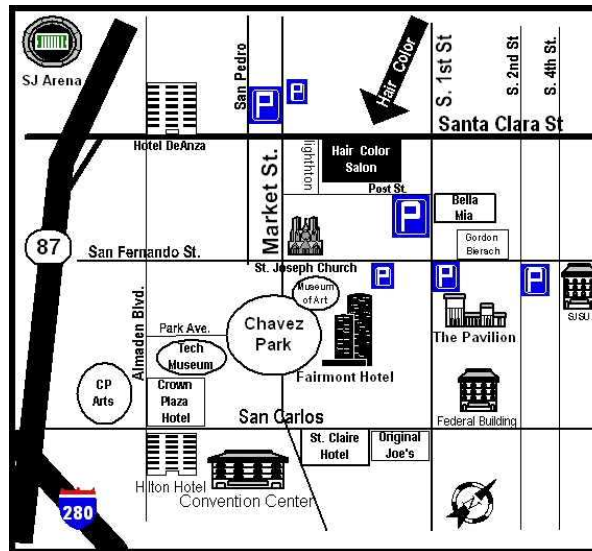 SJ Arena
San Pedro
Hair Color
S. 1st St
S. 2nd St
S. 4th St.
P
P
Santa Clara St
Hotel DeAnza
Market St.
lighthton
Hair Color
Salon
Post St.
P
Bella
Mia
Gordon
Bierach
87
San Fernando St.
St. Joseph Church
P
P
P
SJSU
Almaden Blvd.
Museum
of Art
Park Ave.
Chavez
Park
Tech
Museum
The Pavilion
Fairmont Hotel
CP
Arts
Crown
Plaza
Hotel
San Carlos
Federal Building
St. Claire
Hotel
Original
Joe's
Hilton Hotel
Convention Center
280